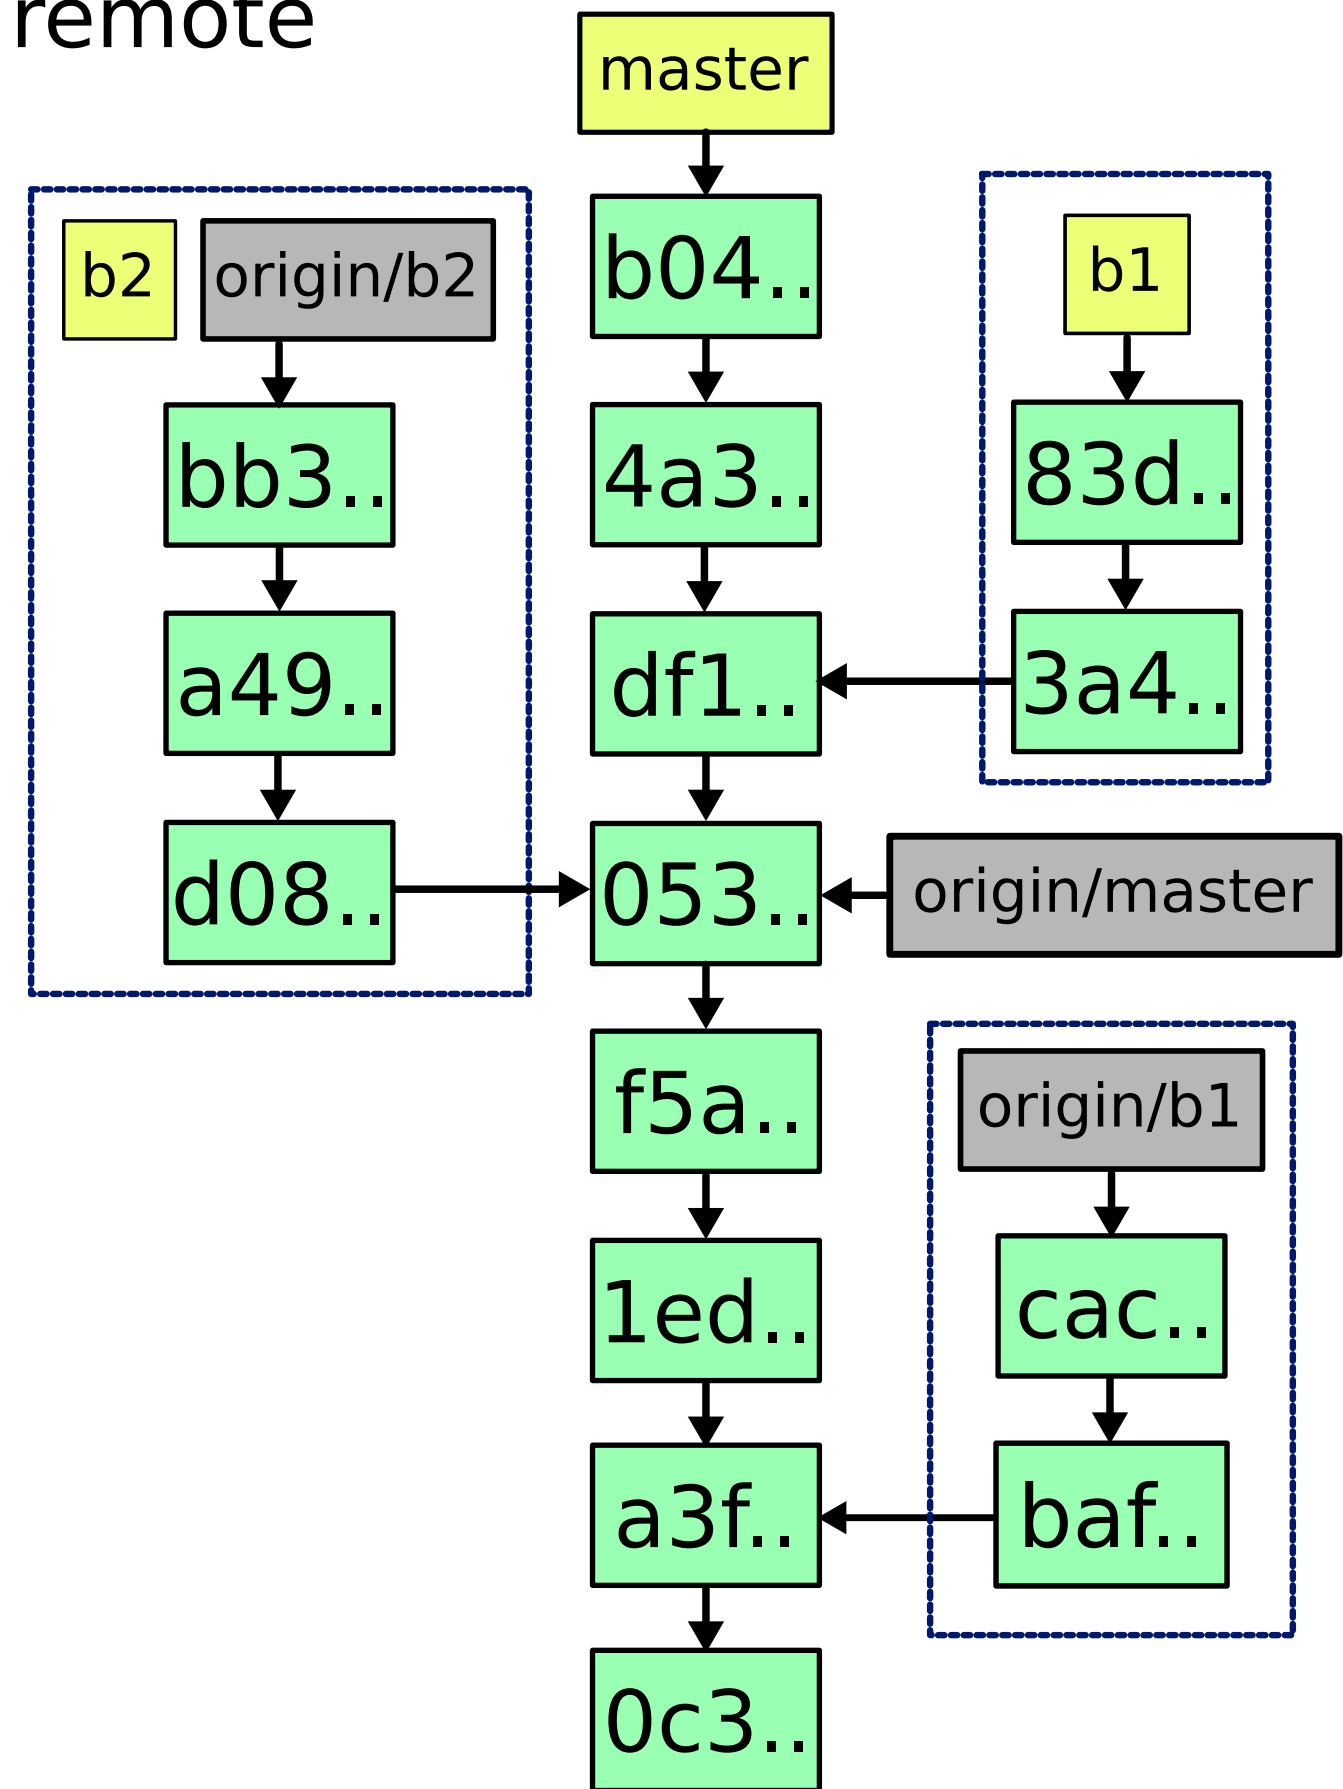 remote
master
b2
origin/b2
b04..
b1
bb3..
4a3..
83d..
a49..
df1..
3a4..
d08..
053..
origin/master
f5a..
origin/b1
1ed..
cac..
a3f..
baf..
0c3..